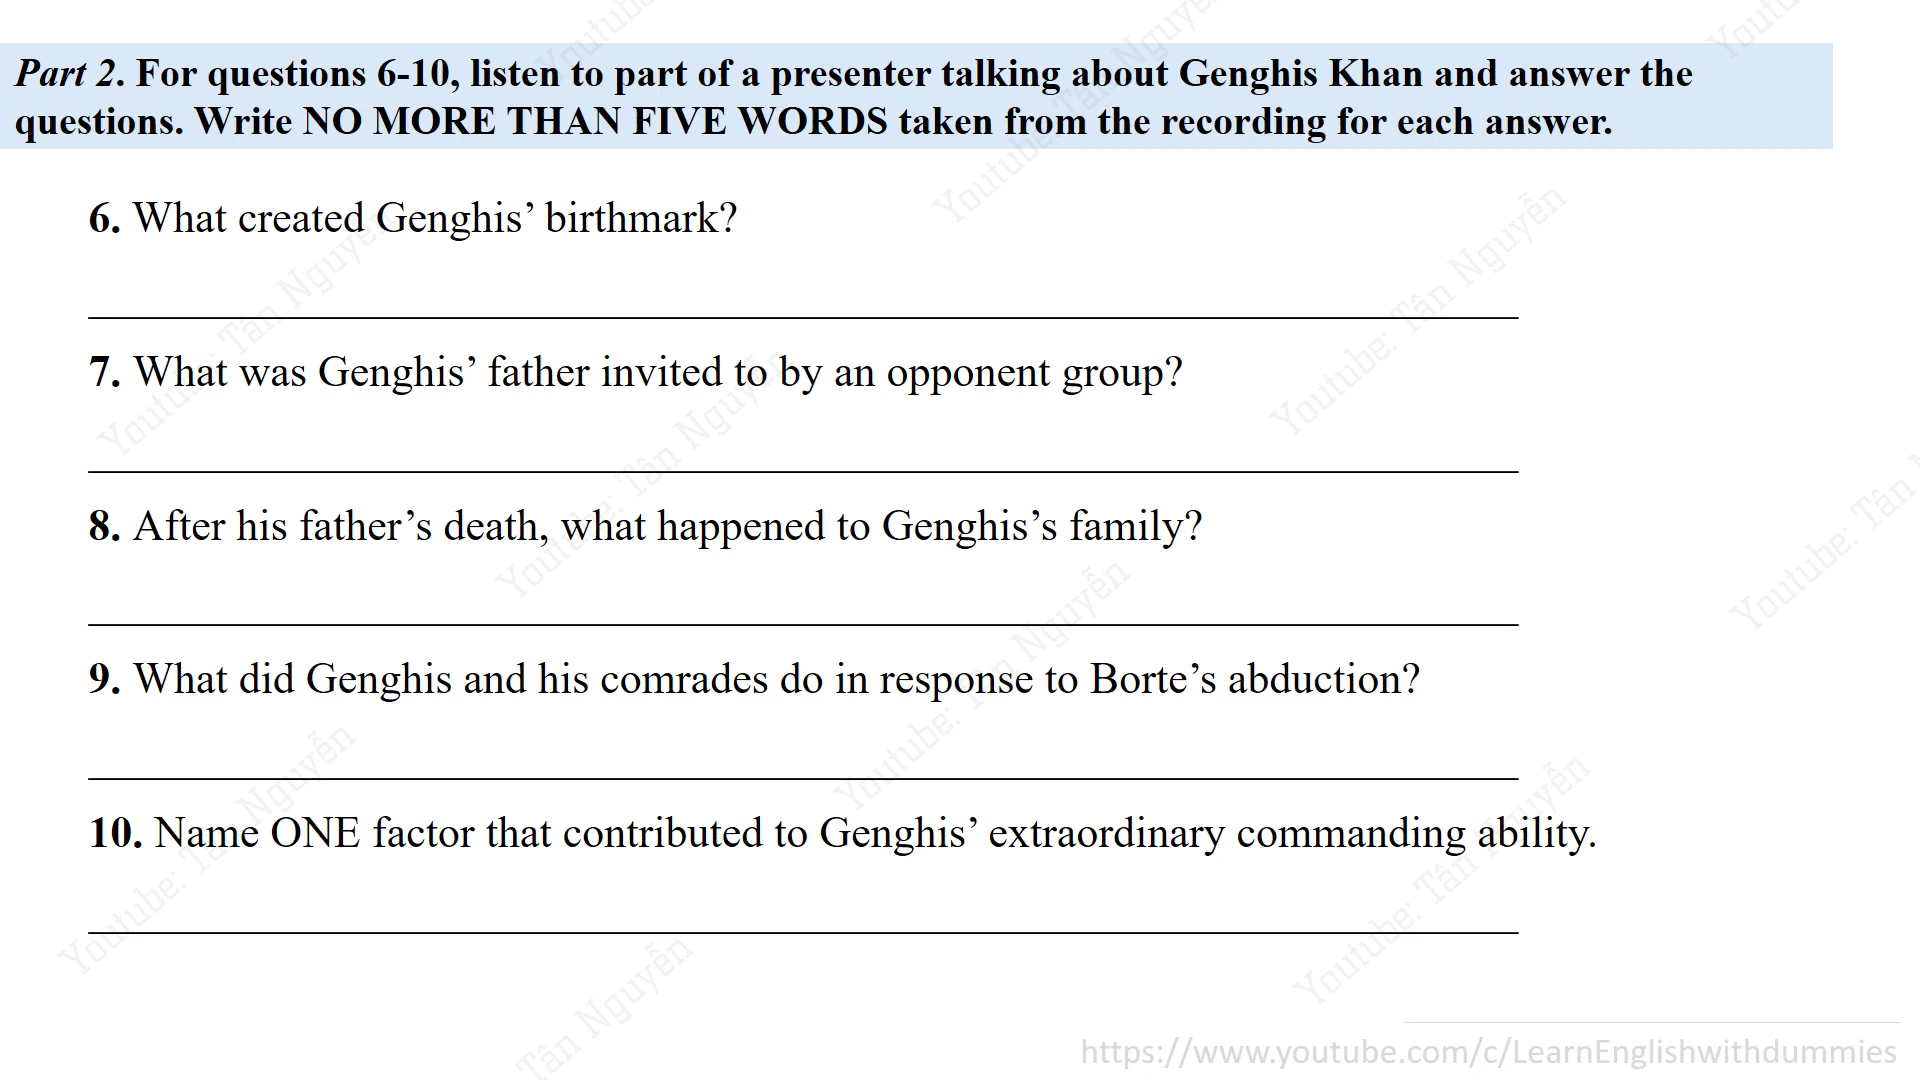 Part 2. For questions 6-10, listen to part of a presenter talking about Genghis Khan and answer the
questions. Write NO MORE THAN FIVE WORDS taken from the recording for each answer.
6. What created Genghis’ birthmark?
7. What was Genghis’ father invited to by an opponent group?
8. After his father’s death, what happened to Genghis’s family?
9. What did Genghis and his comrades do in response to Borte’s abduction?
10. Name ONE factor that contributed to Genghis’ extraordinary commanding ability.
https://www.youtube.com/c/LearnEnglishwithdummies
Youtube: Tân Nguyễn